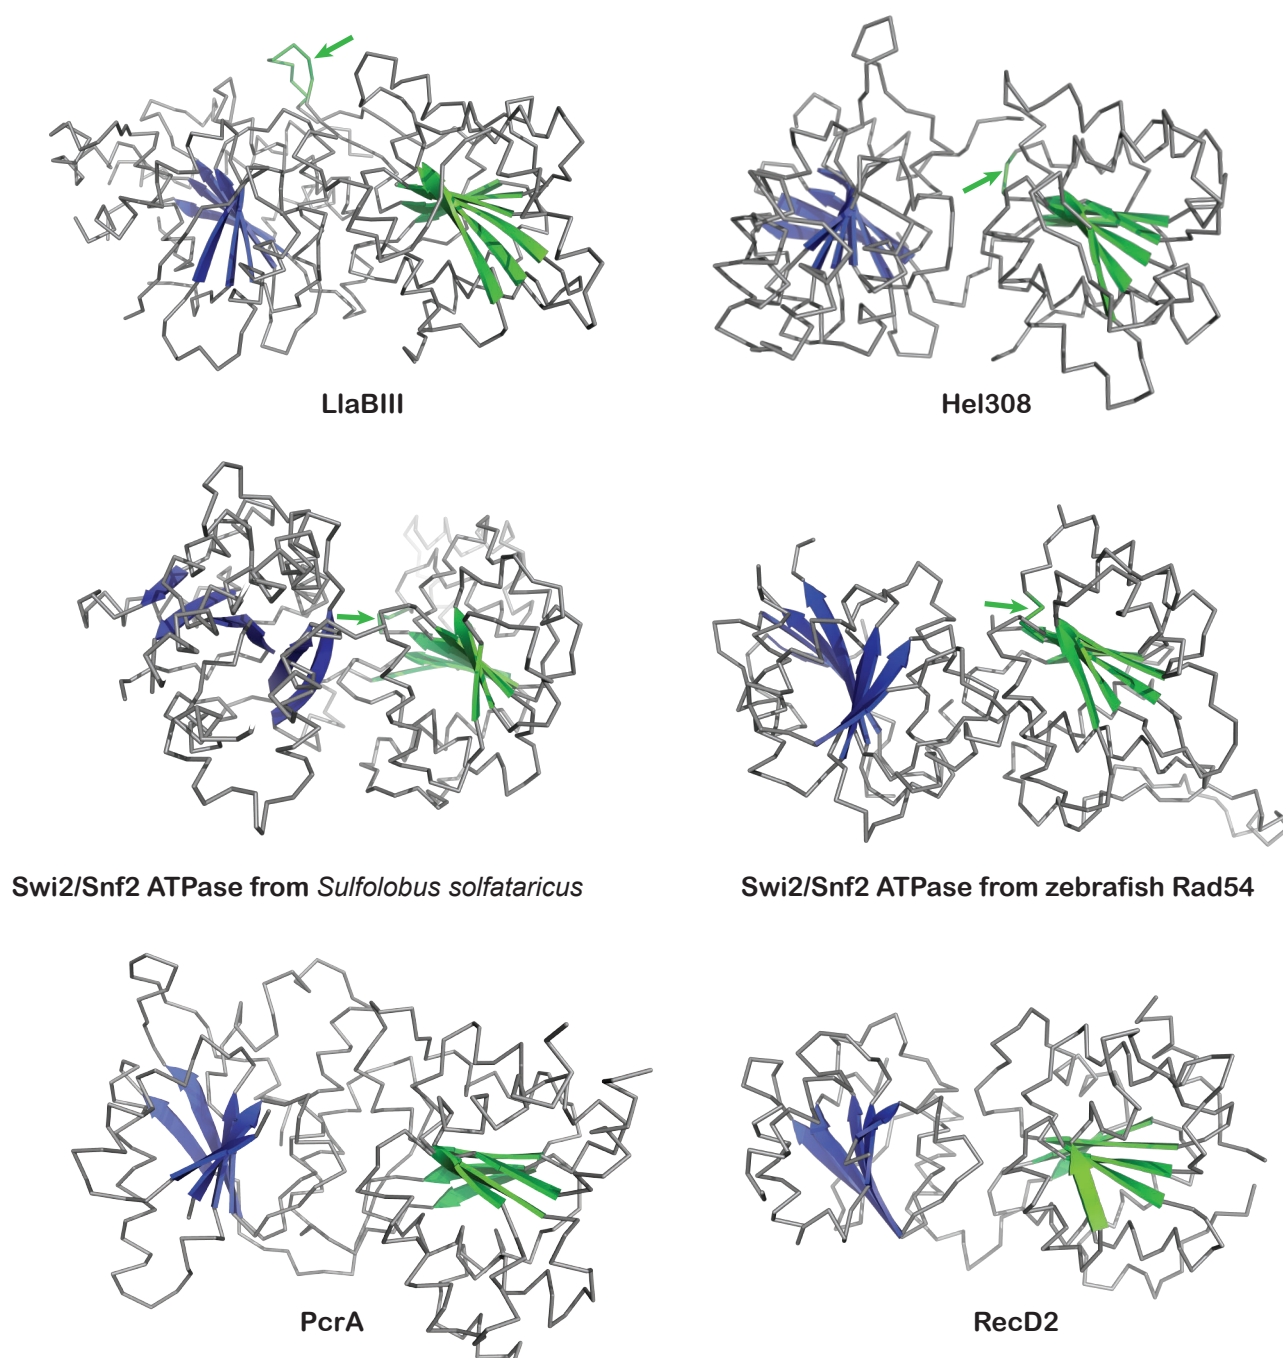 LlaBIII
Hel308
Swi2/Snf2 ATPase from Sulfolobus solfataricus
Swi2/Snf2 ATPase from zebrafish Rad54
PcrA
RecD2